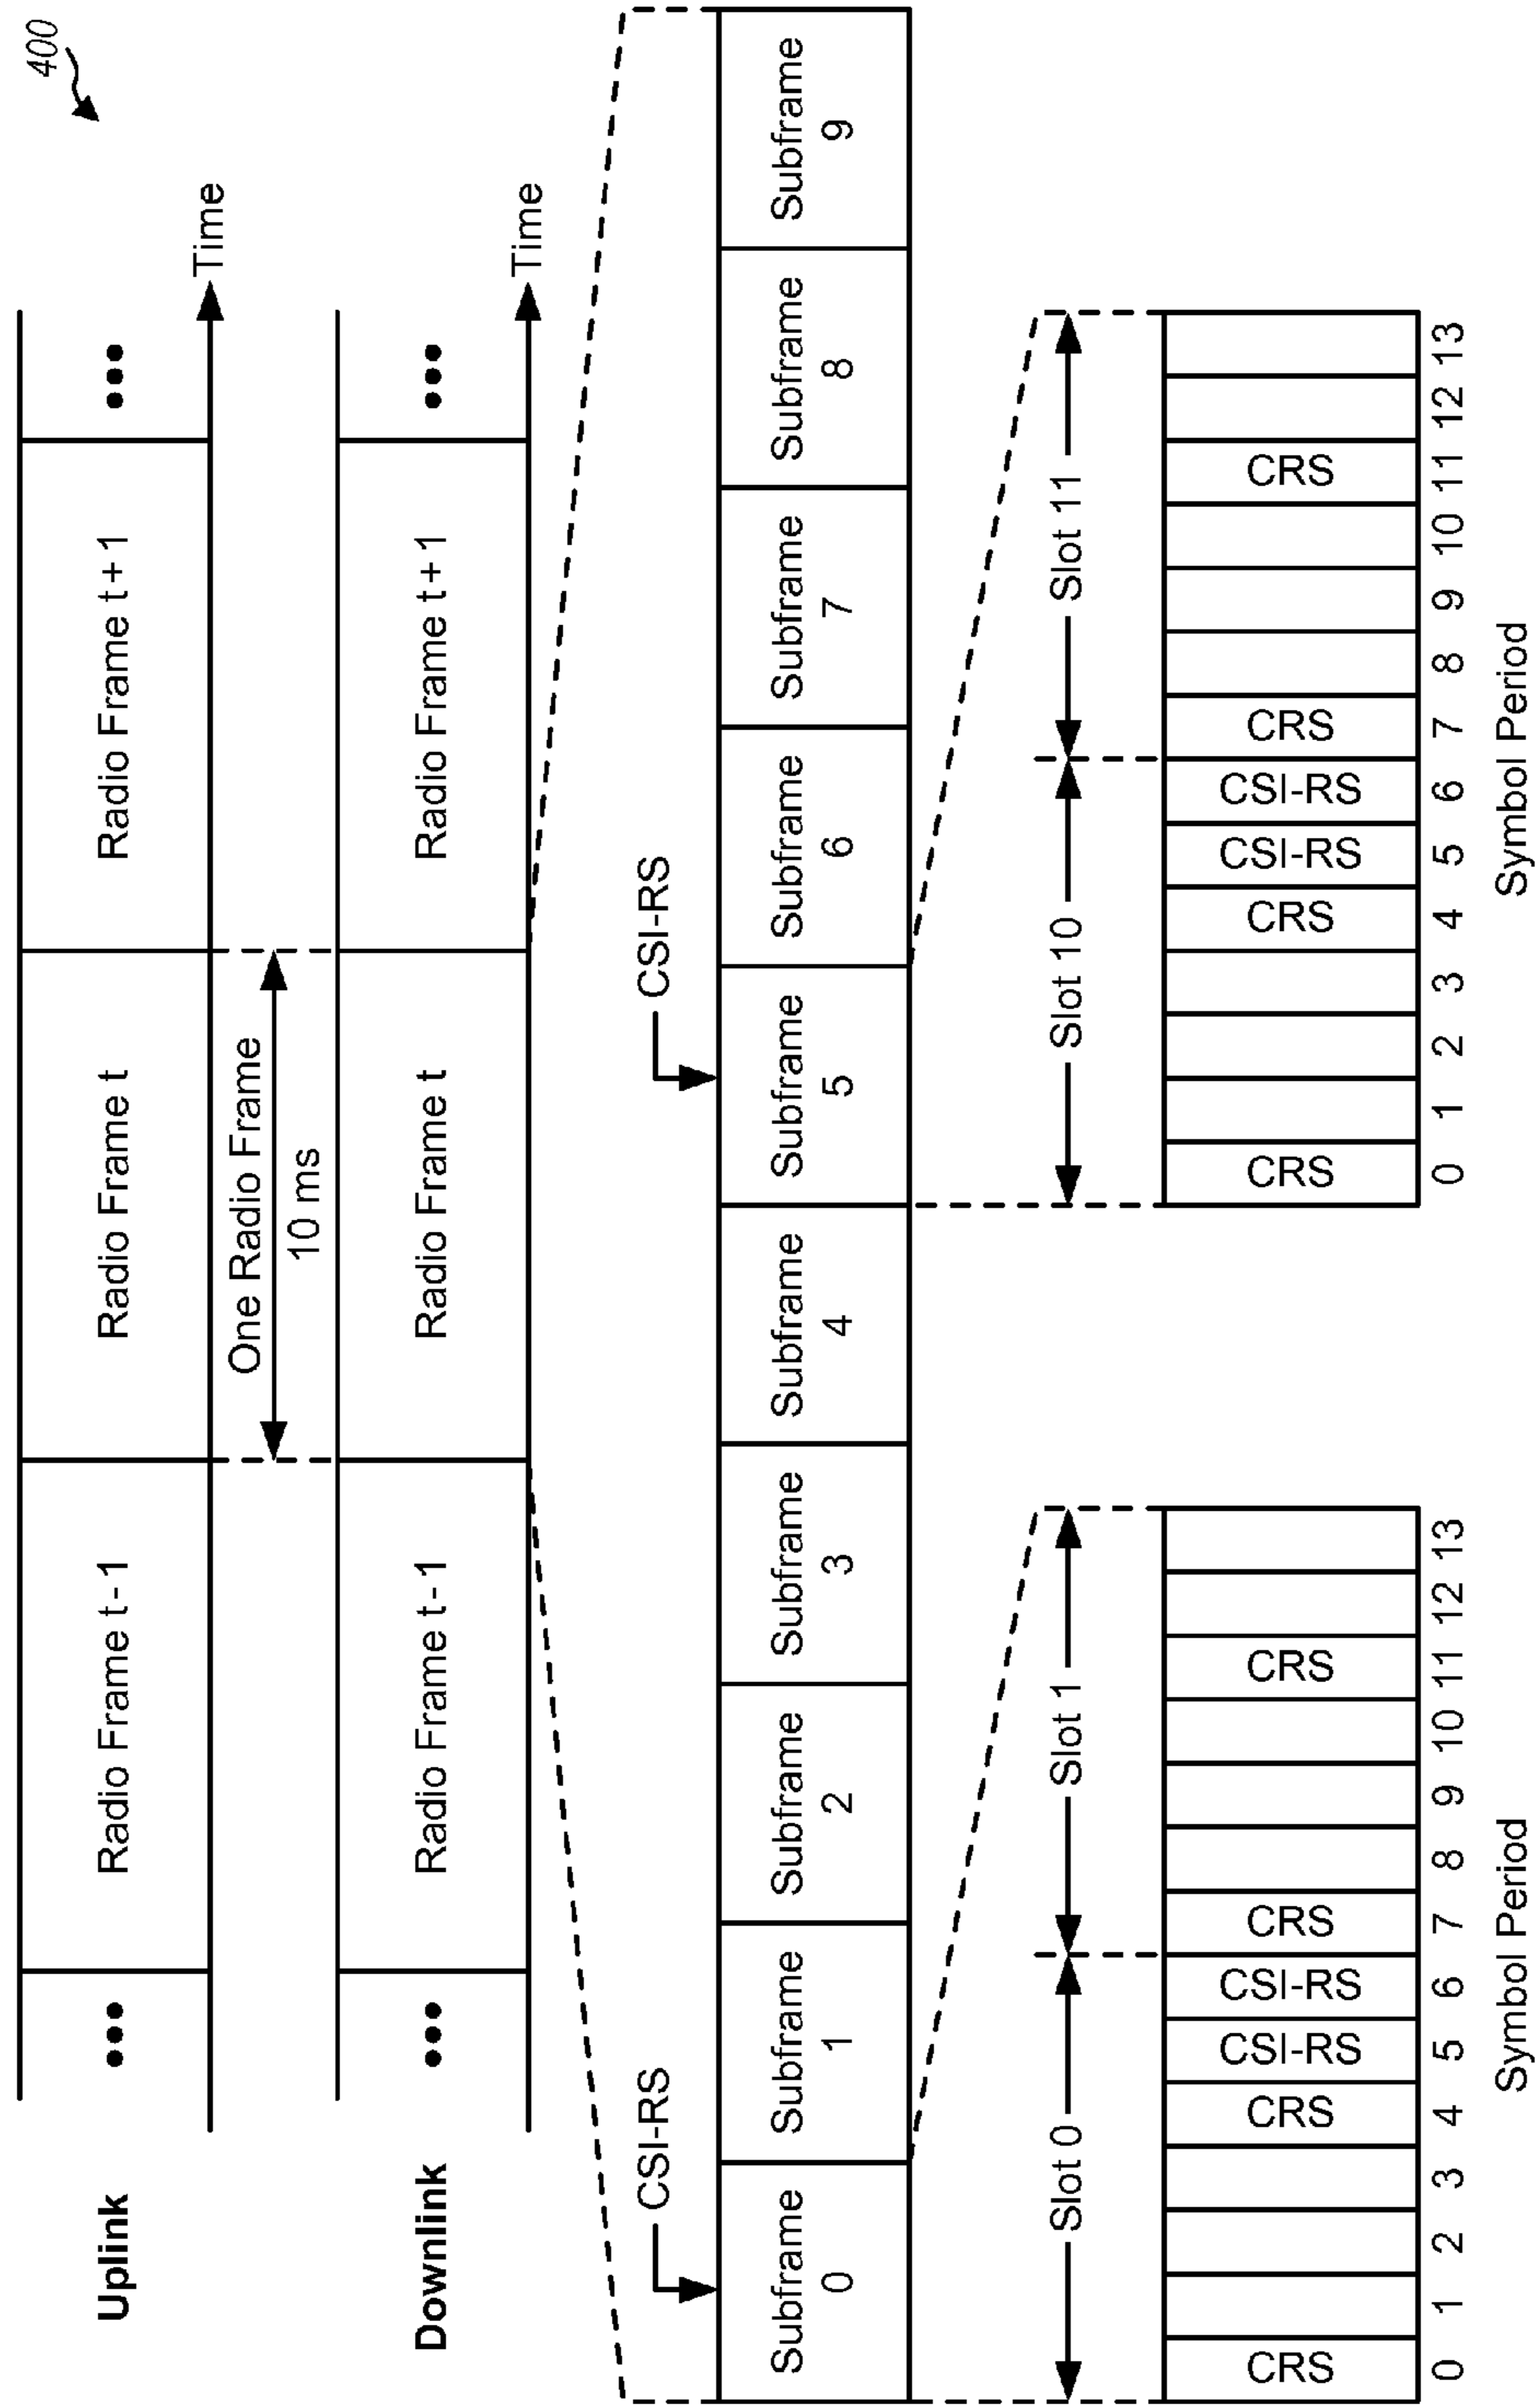 400
Uplink
••• Radio Frame t-1 Radio Frame t Radio Frame t+1 •••
Time
One Radio Frame
10 ms
Downlink
••• Radio Frame t-1 Radio Frame t Radio Frame t+1 •••
Time
CSI-RS CSI-RS
Subframe 0
Subframe 1
Subframe 2
Subframe 3
Subframe 4
Subframe 5
Subframe 6
Subframe 7
Subframe 8
Subframe 9
Slot 0 Slot 1
CRS CRS CSI-RS CSI-RS CRS CRS
0 1 2 3 4 5 6 7 8 9 10 11 12 13
Symbol Period
Slot 10 Slot 11
CRS CRS CSI-RS CSI-RS CRS CRS
0 1 2 3 4 5 6 7 8 9 10 11 12 13
Symbol Period